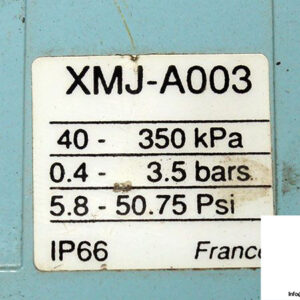 XMJ-A003
40 - 350 kPa
0.4 - 3.5 bars
5.8 - 50.75 Psi
IP66 France